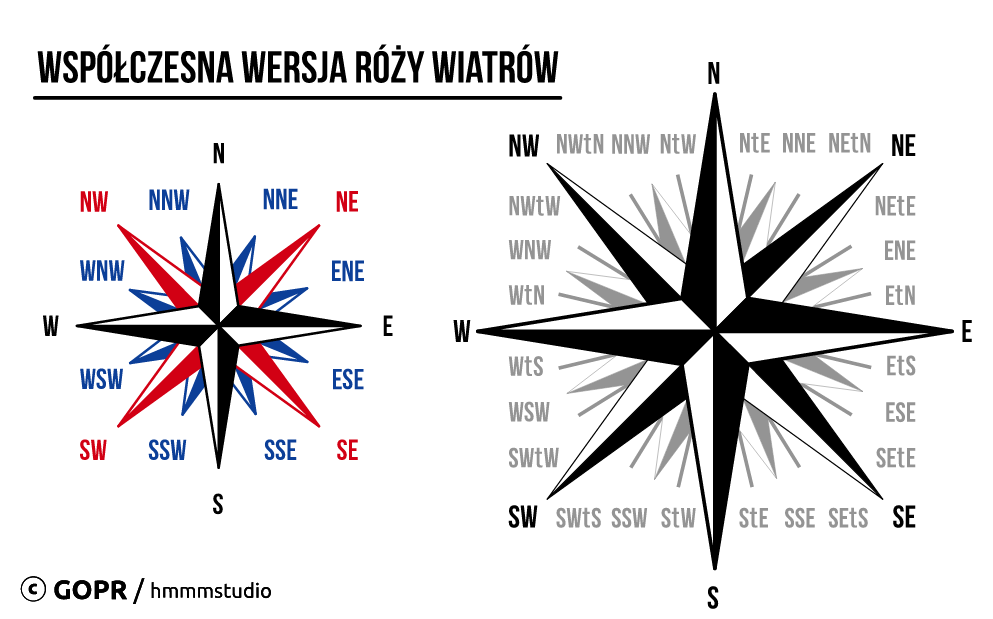 WSPÓŁCZESNA WERSJA RÓŻY WIATRÓW
N
NW NNW NNE NE
WNW ENE
W E
WSW ESE
SW SSW SSE SE
S
N
NW NWtN NNW NtW NtE NNE NEtN NE
NWtW NEtE
WNW ENE
WtN EtN
W E
WtS EtS
WSW ESE
SWtW SEtE
SW SWtS SSW StW StE SSE SEtS SE
S
© GOPR / hmmmstudio